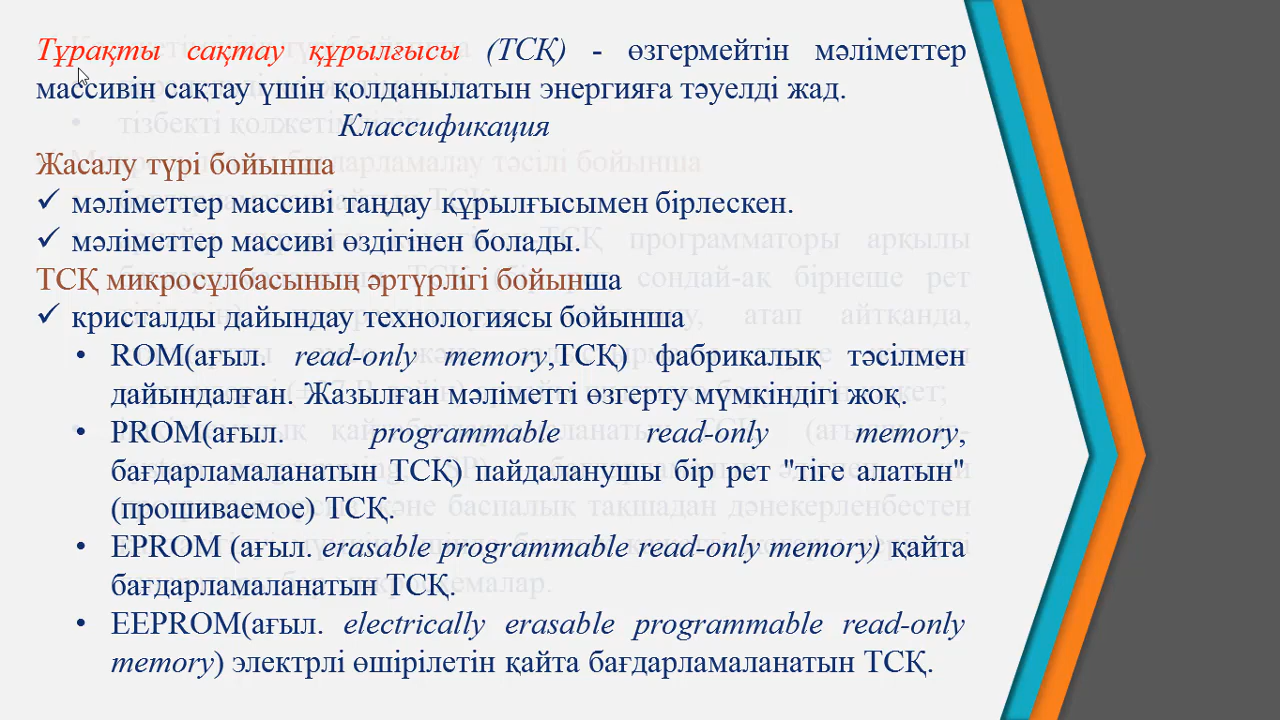 Тұрақты сақтау құрылғысы (ТСҚ) - өзгермейтін мәліметтер
массивін сақтау үшін қолданылатын энергияға тәуелді жад.
Классификация
Жасалу түрі бойынша
✓ мәліметтер массиві таңдау құрылғысымен бірлескен.
✓ мәліметтер массиві өздігінен болады.
ТСҚ микросұлбасының әртүрлігі бойынша
✓ кристалды дайындау технологиясы бойынша
• ROM(ағыл. read-only memory,ТСҚ) фабрикалық тәсілмен
дайындалған. Жазылған мәліметті өзгерту мүмкіндігі жоқ.
• PROM(ағыл. programmable read-only memory,
бағдарламаланатын ТСҚ) пайдаланушы бір рет "тіге алатын"
(прошиваемое) ТСҚ.
• EPROM (ағыл. erasable programmable read-only memory) қайта
бағдарламаланатын ТСҚ.
• EEPROM(ағыл. electrically erasable programmable read-only
memory) электрлі өшірілетін қайта бағдарламаланатын ТСҚ.